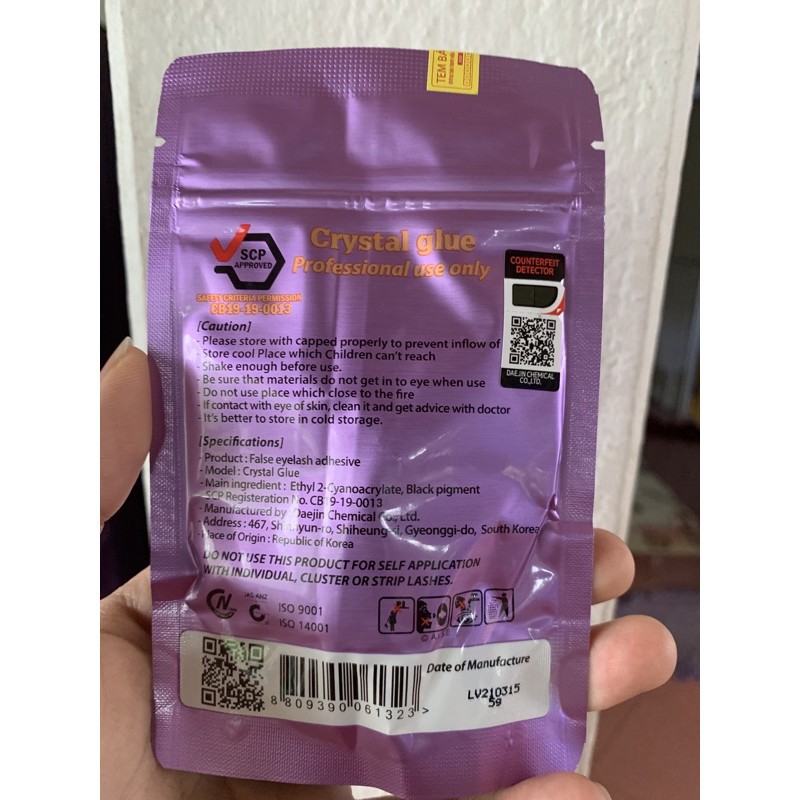 TEM BẢ
SCP
APPROVED
SAFETY CRITERIA PERMISSION
CB19-19-0013
Crystal glue
Professional use only
COUNTERFEIT
DETECTOR
DAEJIN CHEMICAL
CO.,LTD.
[Caution]
- Please store with capped properly to prevent inflow of
- Store cool Place which Children can't reach
- Shake enough before use.
- Be sure that materials do not get in to eye when use
- Do not use place which close to the fire
- If contact with eye of skin, clean it and get advice with doctor
- It's better to store in cold storage.
[Specifications]
- Product : False eyelash adhesive
- Model : Crystal Glue
- Main ingredient : Ethyl 2-Cyanoacrylate, Black pigment
- SCP Registeration No. CB19-19-0013
- Manufactured by Daejin Chemical Co., Ltd.
- Address : 467, Shiheung-si, Gyeonggi-do, South Korea
- Place of Origin : Republic of Korea
DO NOT USE THIS PRODUCT FOR SELF APPLICATION
WITH INDIVIDUAL, CLUSTER OR STRIP LASHES.
JAS-ANZ
ISO 9001
ISO 14001
Date of Manufacture
LV210315
5g
8 809390 061323 >